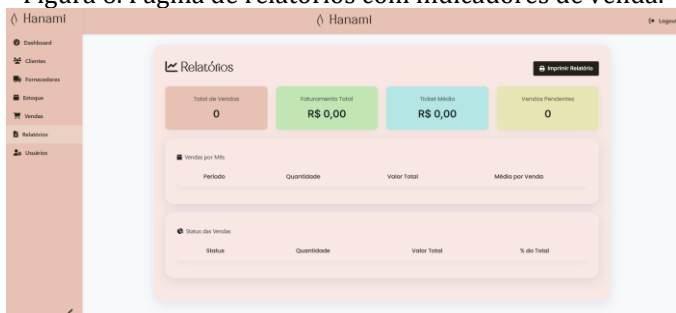 Figura 6. Página de relatórios com indicadores de venda.
Hanami
Hanami
Logout
Dashboard
Clientes
Fornecedores
Estoque
Vendas
Relatórios
Usuários
Relatórios
Imprimir Relatório
Total de Vendas
0
Faturamento Total
R$ 0,00
Ticket Médio
R$ 0,00
Vendas Pendentes
0
Vendas por Mês
Período Quantidade Valor Total Média por Venda
Status das Vendas
Status Quantidade Valor Total % do Total